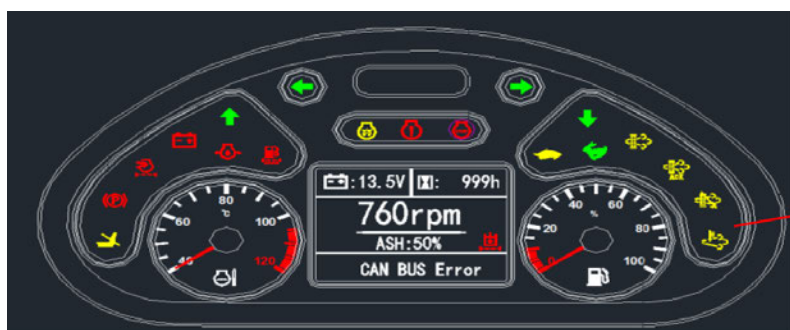 (P)
ASH
:13.5V
: 999h
760rpm
ASH:50%
CAN BUS Error
40
60
80
100
120
℃
0
20
40
60
80
100
%